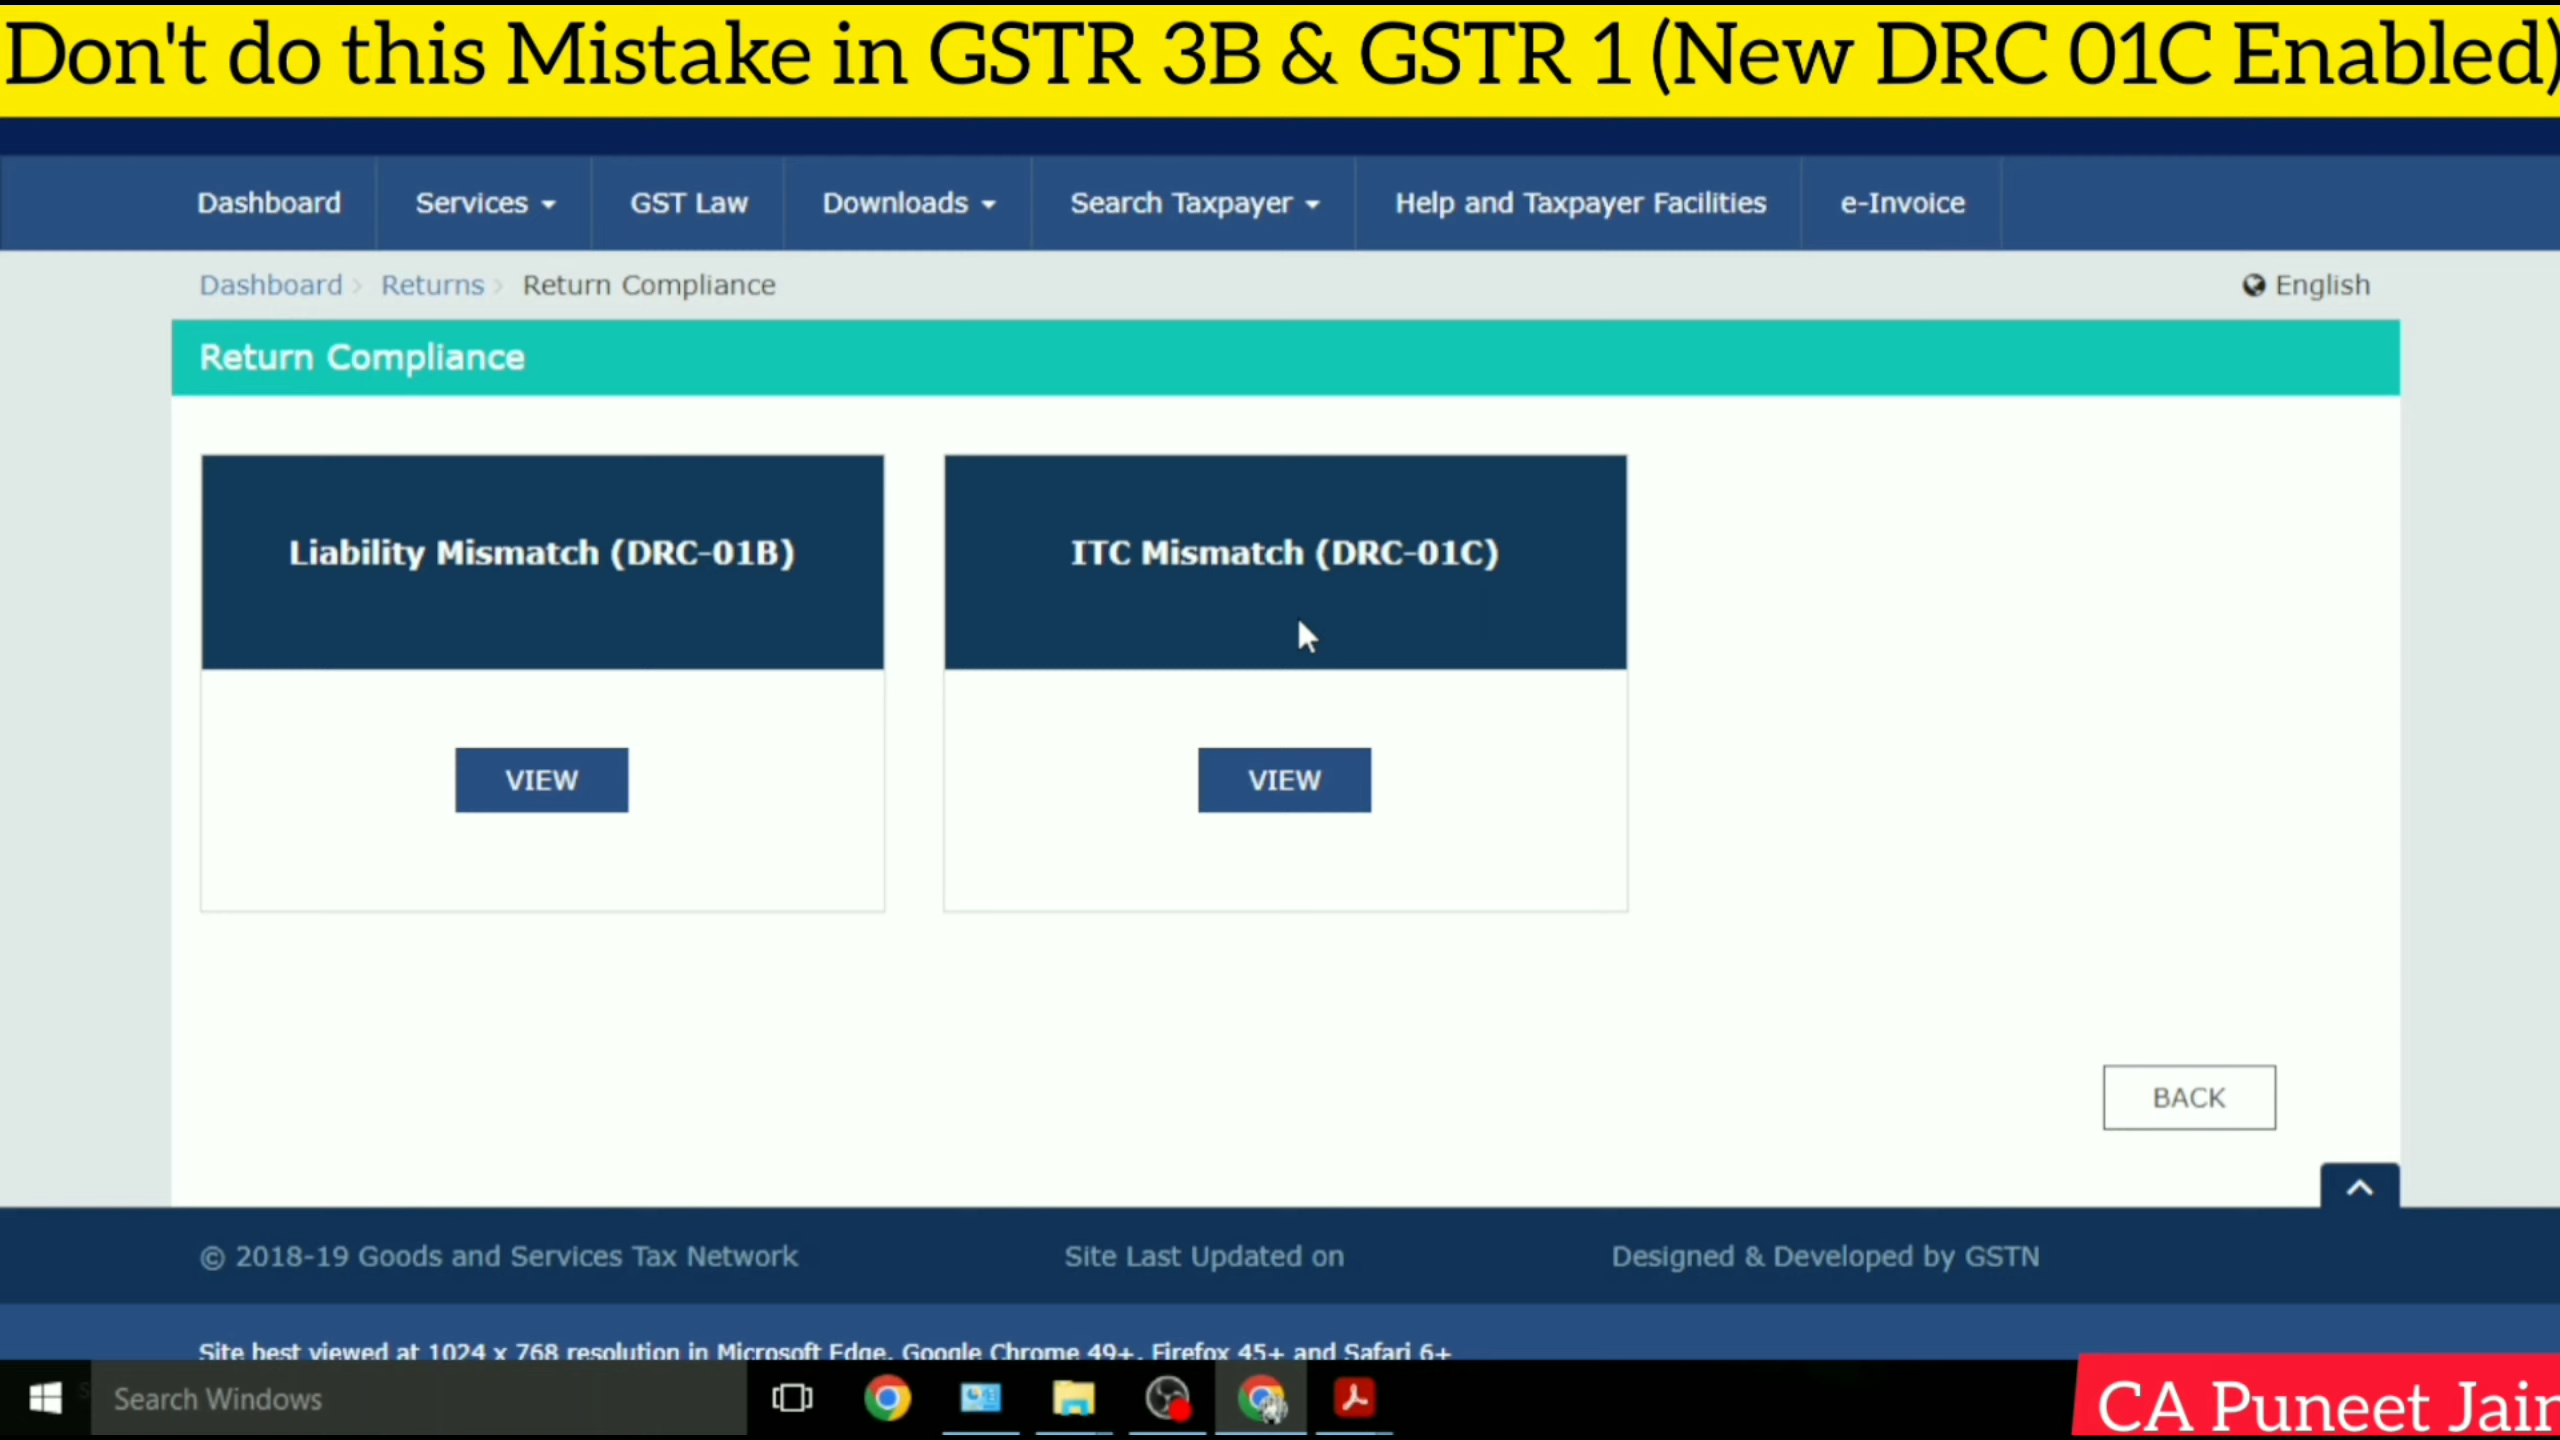 Don't do this Mistake in GSTR 3B & GSTR 1 (New DRC 01C Enabled)
Dashboard Services GST Law Downloads Search Taxpayer Help and Taxpayer Facilities e-Invoice
Dashboard > Returns > Return Compliance English
Return Compliance
Liability Mismatch (DRC-01B) ITC Mismatch (DRC-01C)
VIEW VIEW
BACK
© 2018-19 Goods and Services Tax Network Site Last Updated on Designed & Developed by GSTN
Site best viewed at 1024 x 768 resolution in Microsoft Edge, Google Chrome 49+, Firefox 45+ and Safari 6+
Search Windows
CA Puneet Jain